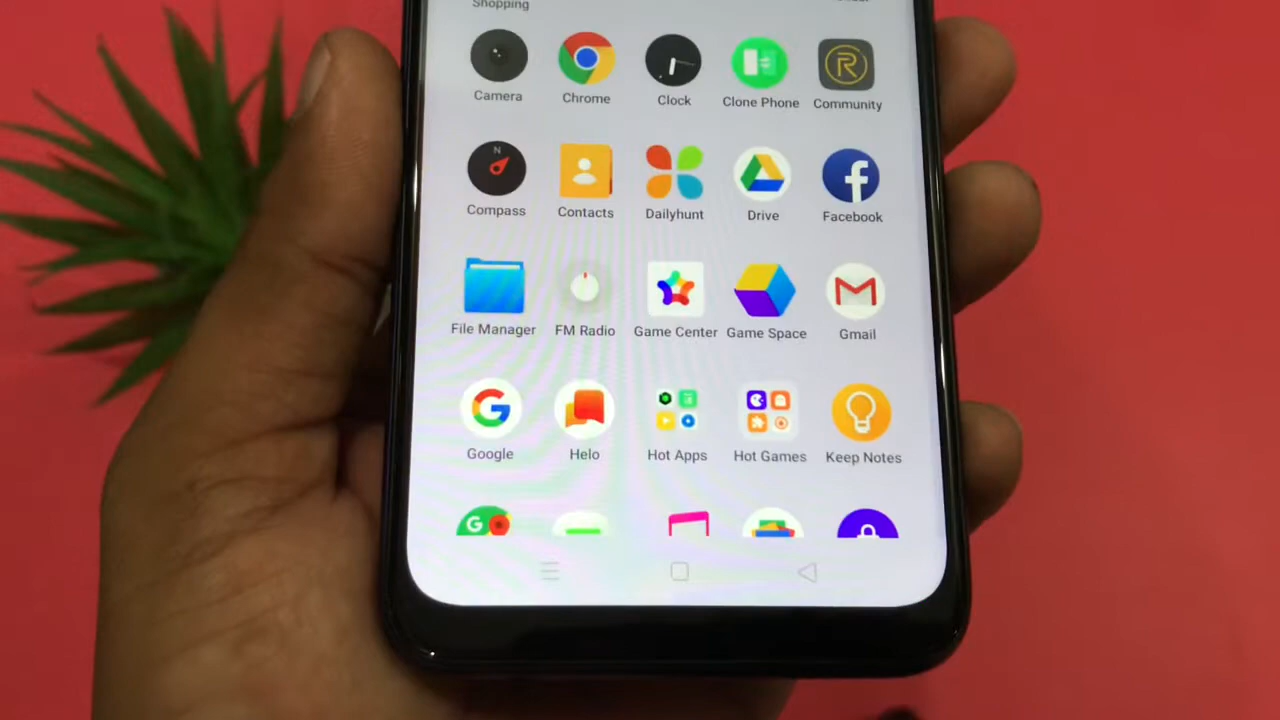 Shopping
Camera Chrome Clock Clone Phone Community
N
Compass Contacts Dailyhunt Drive Facebook
File Manager FM Radio Game Center Game Space Gmail
Google Helo Hot Apps Hot Games Keep Notes